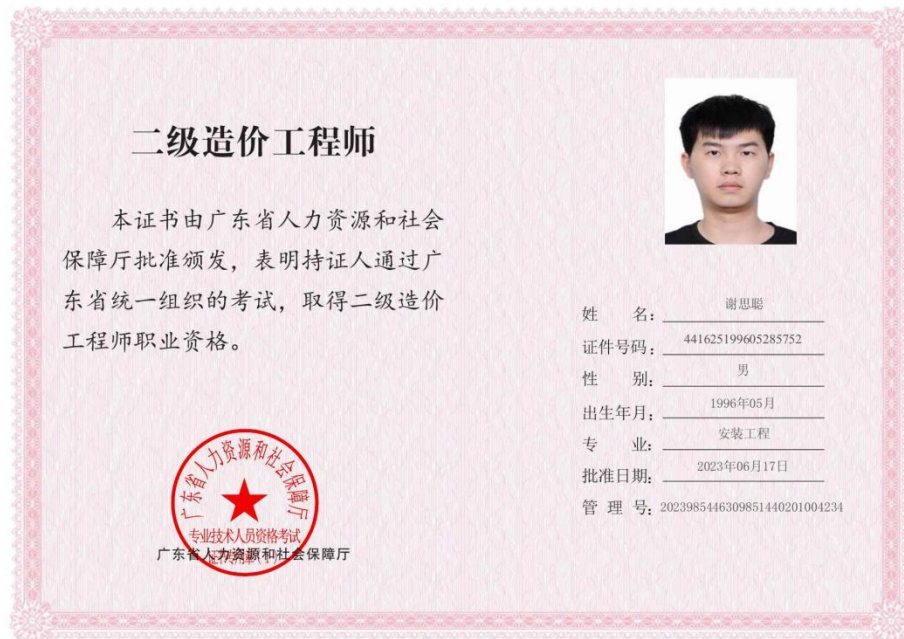 二级造价工程师
本证书由广东省人力资源和社会
保障厅批准颁发，表明持证人通过广
东省统一组织的考试，取得二级造价
工程师职业资格。
广东省人力资源和社会保障厅
专业技术人员资格考试
广东省人力资源和社会保障厅
姓 名：谢思聪
证件号码：441625199605285752
性 别：男
出生年月：1996年05月
专 业：安装工程
批准日期：2023年06月17日
管 理 号：2023985446309851440201004234